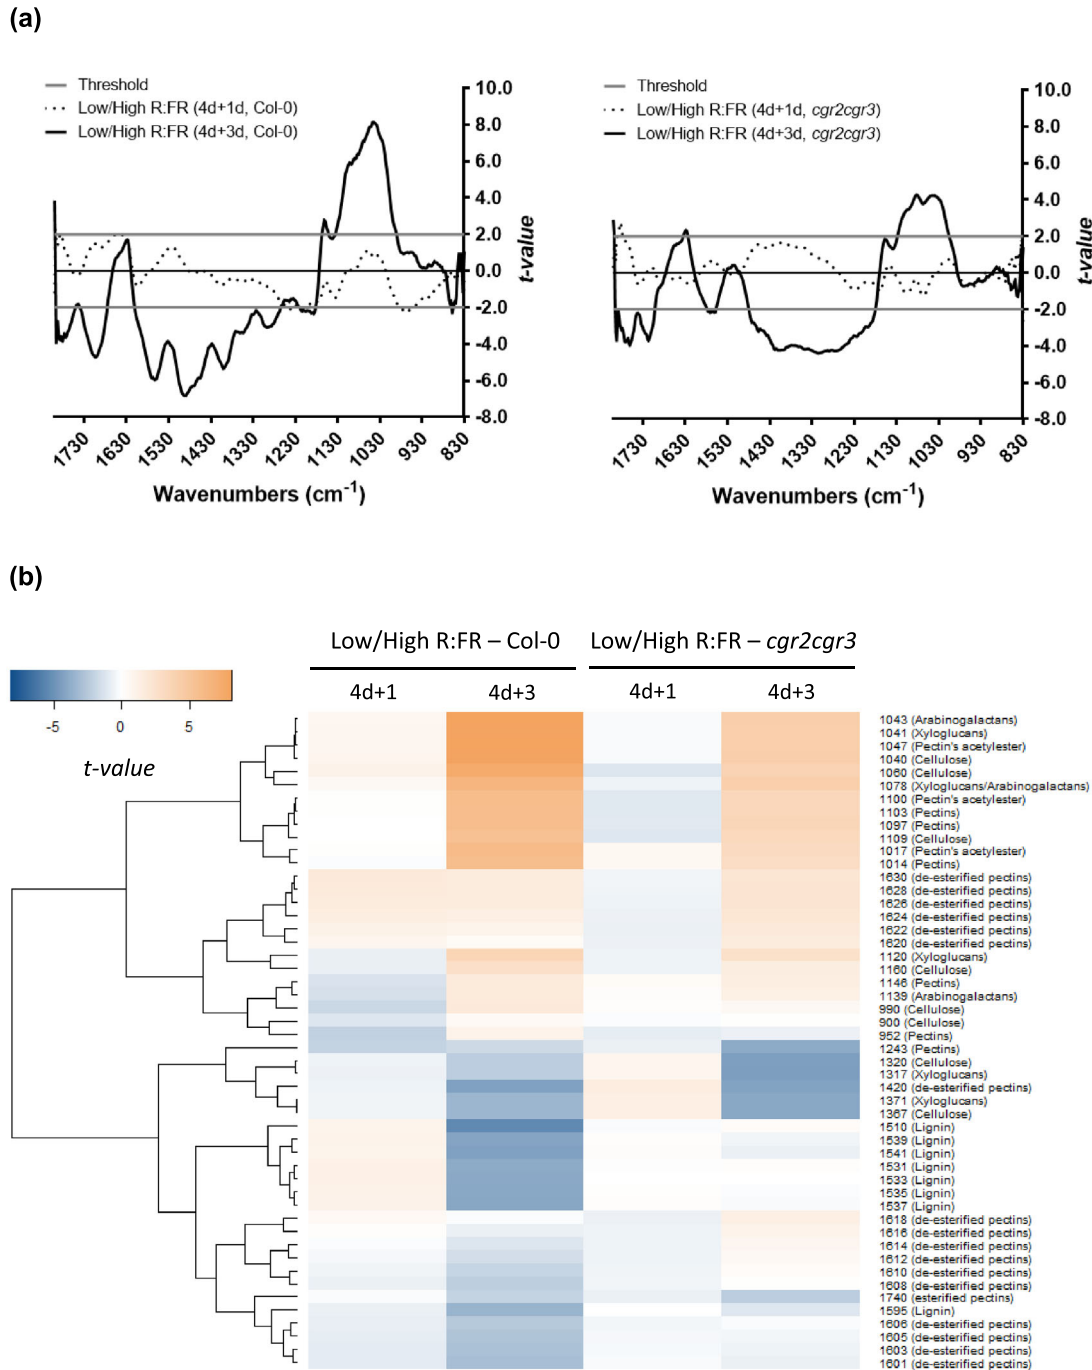 (a)
Threshold
Low/High R:FR (4d+1d, Col-0)
Low/High R:FR (4d+3d, Col-0)
10.0
8.0
6.0
4.0
2.0
0.0
-2.0
-4.0
-6.0
-8.0
t-value
1730 1630 1530 1430 1330 1230 1130 1030 930 830
Wavenumbers (cm-1)
Threshold
Low/High R:FR (4d+1d, cgr2cgr3)
Low/High R:FR (4d+3d, cgr2cgr3)
10.0
8.0
6.0
4.0
2.0
0.0
-2.0
-4.0
-6.0
-8.0
t-value
1730 1630 1530 1430 1330 1230 1130 1030 930 830
Wavenumbers (cm-1)
(b)
Low/High R:FR – Col-0 Low/High R:FR – cgr2cgr3
4d+1 4d+3 4d+1 4d+3
-5 0 5
t-value
1043 (Arabinogalactans)
1041 (Xyloglucans)
1047 (Pectin's acetylester)
1040 (Cellulose)
1060 (Cellulose)
1078 (Xyloglucans/Arabinogalactans)
1100 (Pectin's acetylester)
1103 (Pectins)
1097 (Pectins)
1109 (Cellulose)
1017 (Pectin's acetylester)
1014 (Pectins)
1630 (de-esterified pectins)
1628 (de-esterified pectins)
1626 (de-esterified pectins)
1624 (de-esterified pectins)
1622 (de-esterified pectins)
1620 (de-esterified pectins)
1120 (Xyloglucans)
1160 (Cellulose)
1146 (Pectins)
1139 (Arabinogalactans)
990 (Cellulose)
900 (Cellulose)
952 (Pectins)
1243 (Pectins)
1320 (Cellulose)
1317 (Xyloglucans)
1420 (de-esterified pectins)
1371 (Xyloglucans)
1367 (Cellulose)
1510 (Lignin)
1539 (Lignin)
1541 (Lignin)
1531 (Lignin)
1533 (Lignin)
1535 (Lignin)
1537 (Lignin)
1618 (de-esterified pectins)
1616 (de-esterified pectins)
1614 (de-esterified pectins)
1612 (de-esterified pectins)
1610 (de-esterified pectins)
1608 (de-esterified pectins)
1740 (esterified pectins)
1595 (Lignin)
1606 (de-esterified pectins)
1605 (de-esterified pectins)
1603 (de-esterified pectins)
1601 (de-esterified pectins)